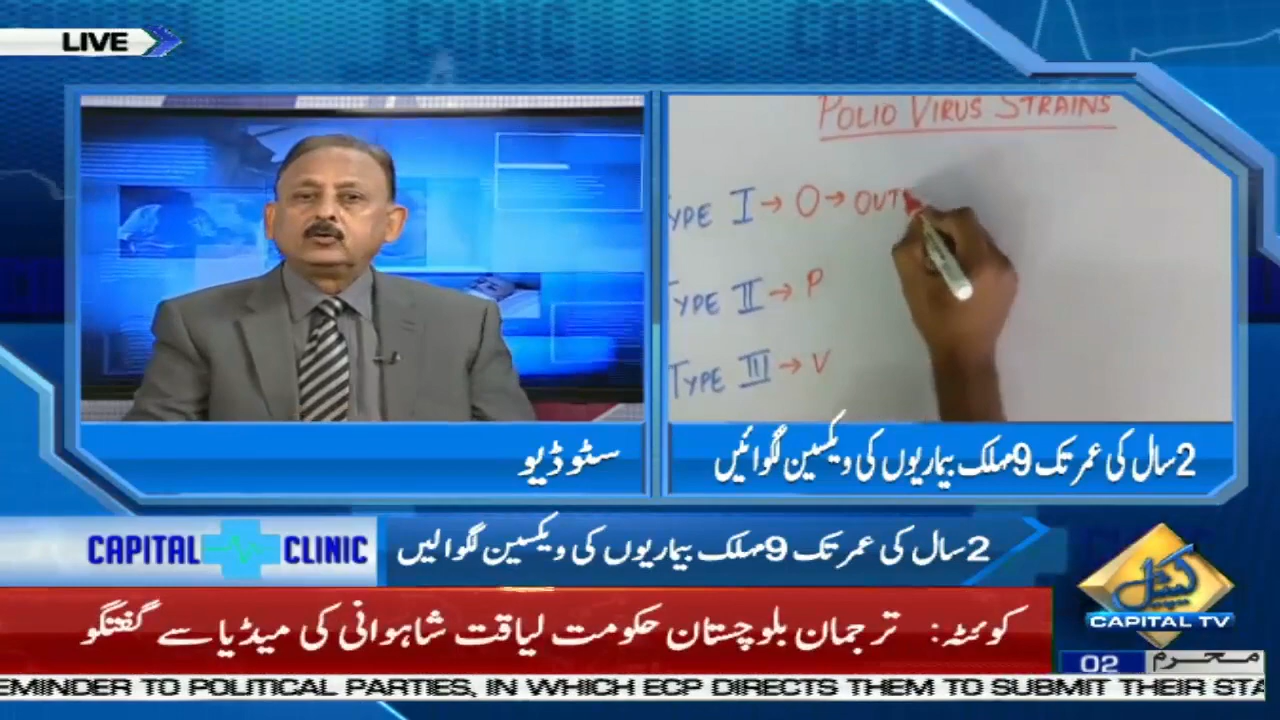 LIVE
POLIO VIRUS STRAINS
TYPE I → O → OUT
TYPE II → P
TYPE III → V
سٹوڈیو
2 سال کی عمر تک 9 مہلک بیماریوں کی ویکسین لگوائیں
CAPITAL CLINIC
2 سال کی عمر تک 9 مہلک بیماریوں کی ویکسین لگوالیں
کیپیٹل
CAPITAL TV
کوئٹہ: ترجمان بلوچستان حکومت لیاقت شاہوانی کی میڈیا سے گفتگو
02 محرم
EMINDER TO POLITICAL PARTIES, IN WHICH ECP DIRECTS THEM TO SUBMIT THEIR STA